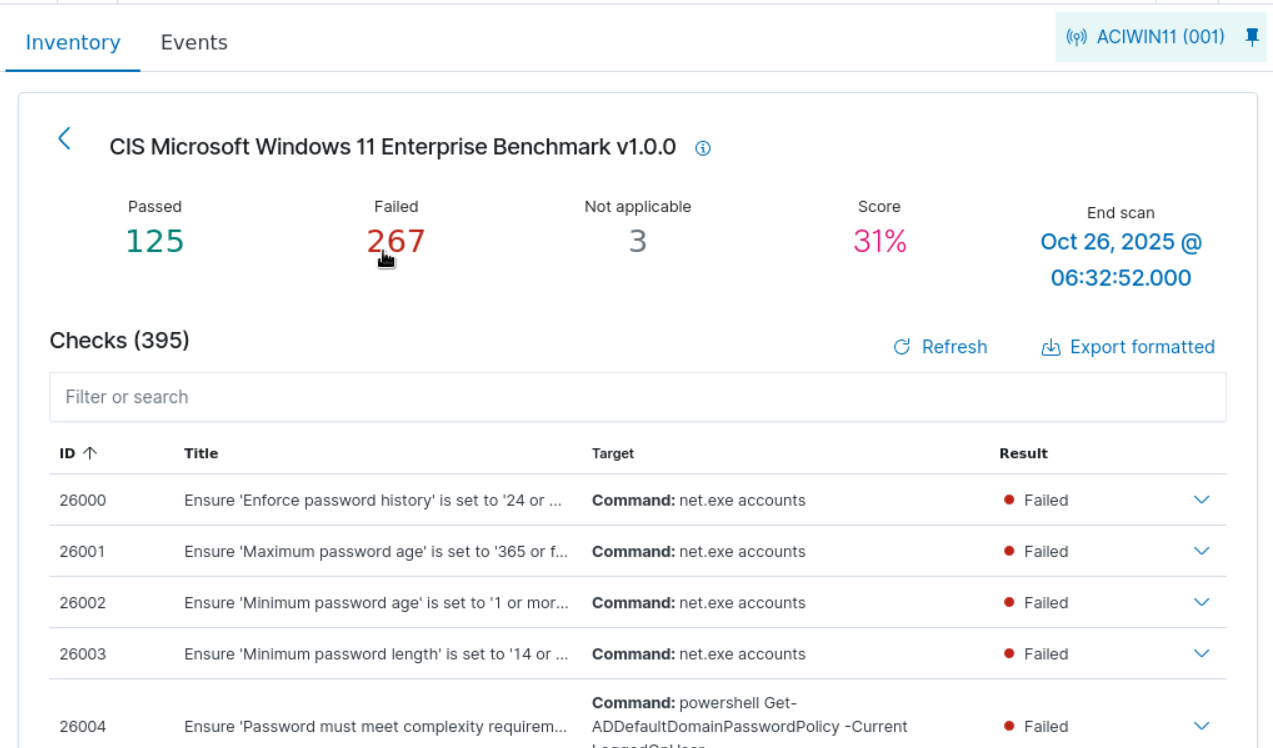 Inventory Events ACIWIN11 (001)
CIS Microsoft Windows 11 Enterprise Benchmark v1.0.0
Passed Failed Not applicable Score End scan
125 267 3 31% Oct 26, 2025 @
06:32:52.000
Checks (395) Refresh Export formatted
Filter or search
ID Title Target Result
26000 Ensure 'Enforce password history' is set to '24 or ... Command: net.exe accounts Failed
26001 Ensure 'Maximum password age' is set to '365 or f... Command: net.exe accounts Failed
26002 Ensure 'Minimum password age' is set to '1 or mor... Command: net.exe accounts Failed
26003 Ensure 'Minimum password length' is set to '14 or ... Command: net.exe accounts Failed
Command: powershell Get-
26004 Ensure 'Password must meet complexity requirem... ADDefaultDomainPasswordPolicy -Current Failed